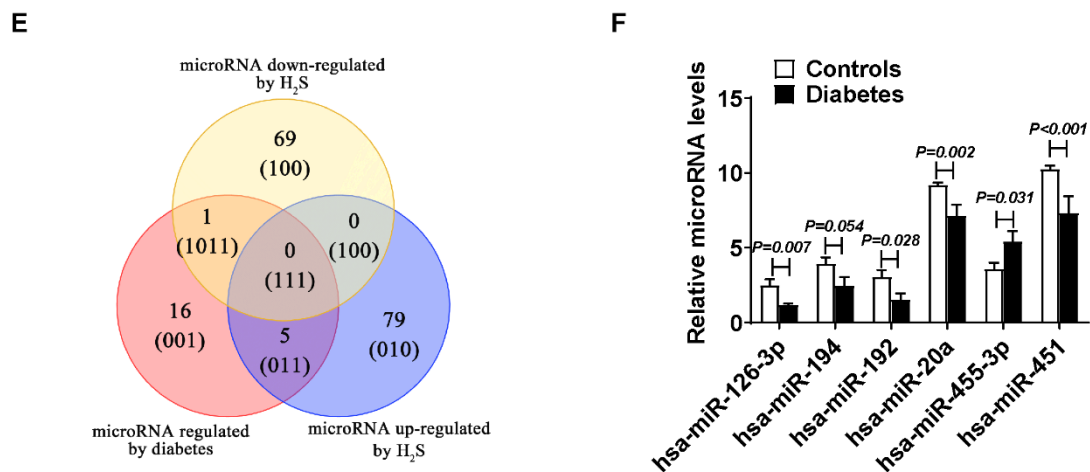 E
microRNA down-regulated
by H₂S
69
(100)
1
(1011)
0
(100)
0
(111)
16
(001)
5
(011)
79
(010)
microRNA regulated
by diabetes
microRNA up-regulated
by H₂S
F
Controls
Diabetes
Relative microRNA levels
15
10
5
0
P=0.007
P=0.054
P=0.028
P=0.002
P=0.031
P<0.001
hsa-miR-126-3p
hsa-miR-194
hsa-miR-192
hsa-miR-20a
hsa-miR-455-3p
hsa-miR-451